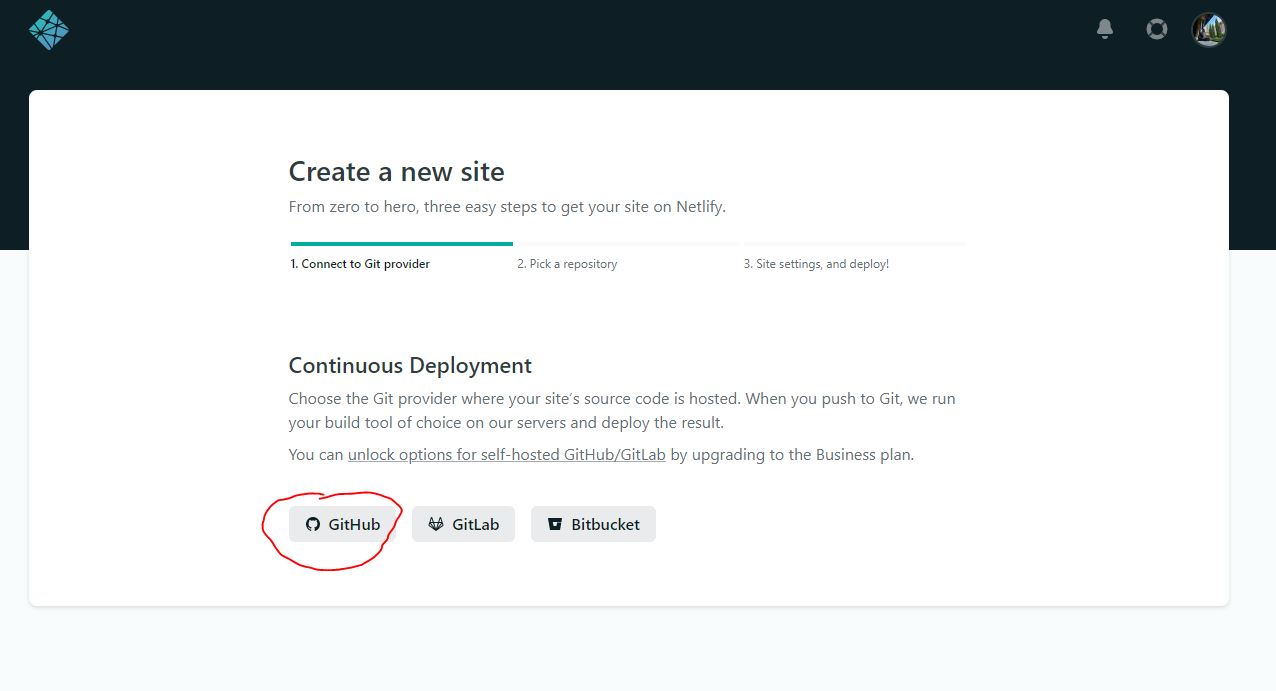 Create a new site
From zero to hero, three easy steps to get your site on Netlify.
1. Connect to Git provider
2. Pick a repository
3. Site settings, and deploy!
Continuous Deployment
Choose the Git provider where your site’s source code is hosted. When you push to Git, we run
your build tool of choice on our servers and deploy the result.
You can unlock options for self-hosted GitHub/GitLab by upgrading to the Business plan.
GitHub
GitLab
Bitbucket